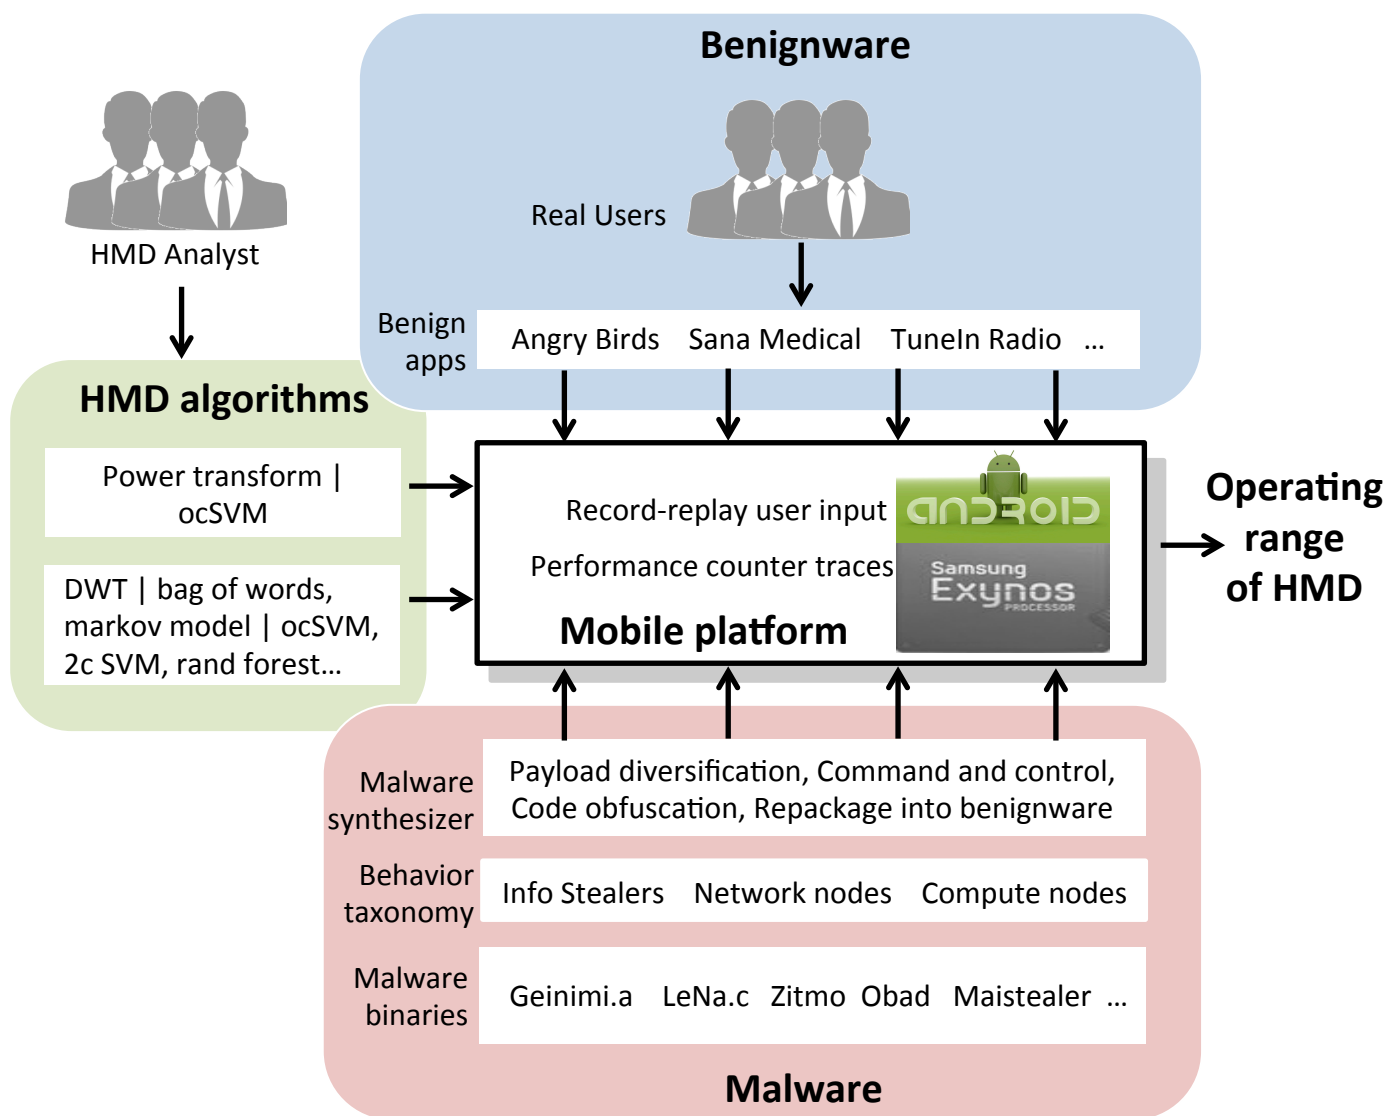 Benignware
Real Users
HMD Analyst
Benign
apps
Angry Birds Sana Medical TuneIn Radio ...
HMD algorithms
Power transform |
ocSVM
DWT | bag of words,
markov model | ocSVM,
2c SVM, rand forest...
Record-replay user input
Performance counter traces
Mobile platform
ANDROID
Samsung
Exynos
PROCESSOR
Operating
range
of HMD
Malware
synthesizer
Payload diversification, Command and control,
Code obfuscation, Repackage into benignware
Behavior
taxonomy
Info Stealers Network nodes Compute nodes
Malware
binaries
Geinimi.a LeNa.c Zitmo Obad Maistealer ...
Malware